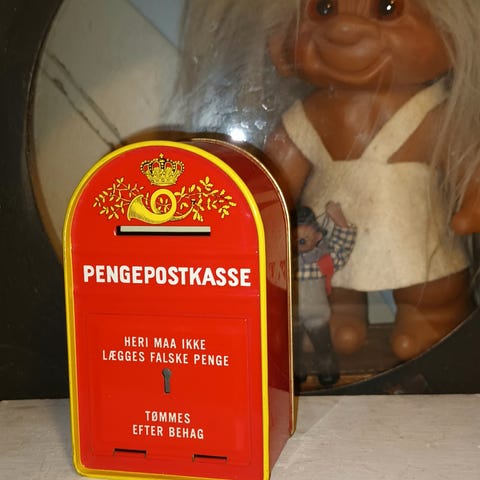 PENGEPOSTKASSE
HERI MAA IKKE
LÆGGES FALSKE PENGE
TØMMES
EFTER BEHAG